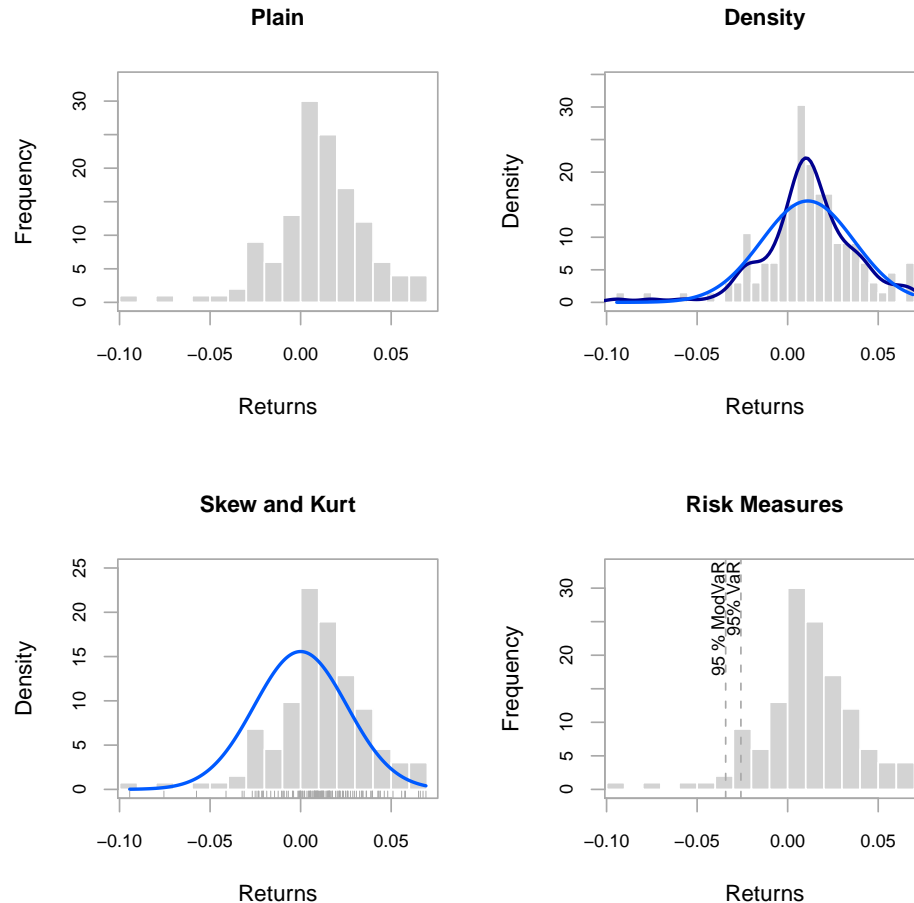 Plain
Frequency
0 5 10 20 30
−0.10 −0.05 0.00 0.05
Returns
Density
Density
0 5 10 20 30
−0.10 −0.05 0.00 0.05
Returns
Skew and Kurt
Density
0 5 10 15 20 25
−0.10 −0.05 0.00 0.05
Returns
Risk Measures
Frequency
0 5 10 20 30
95 % ModVaR
95% VaR
−0.10 −0.05 0.00 0.05
Returns